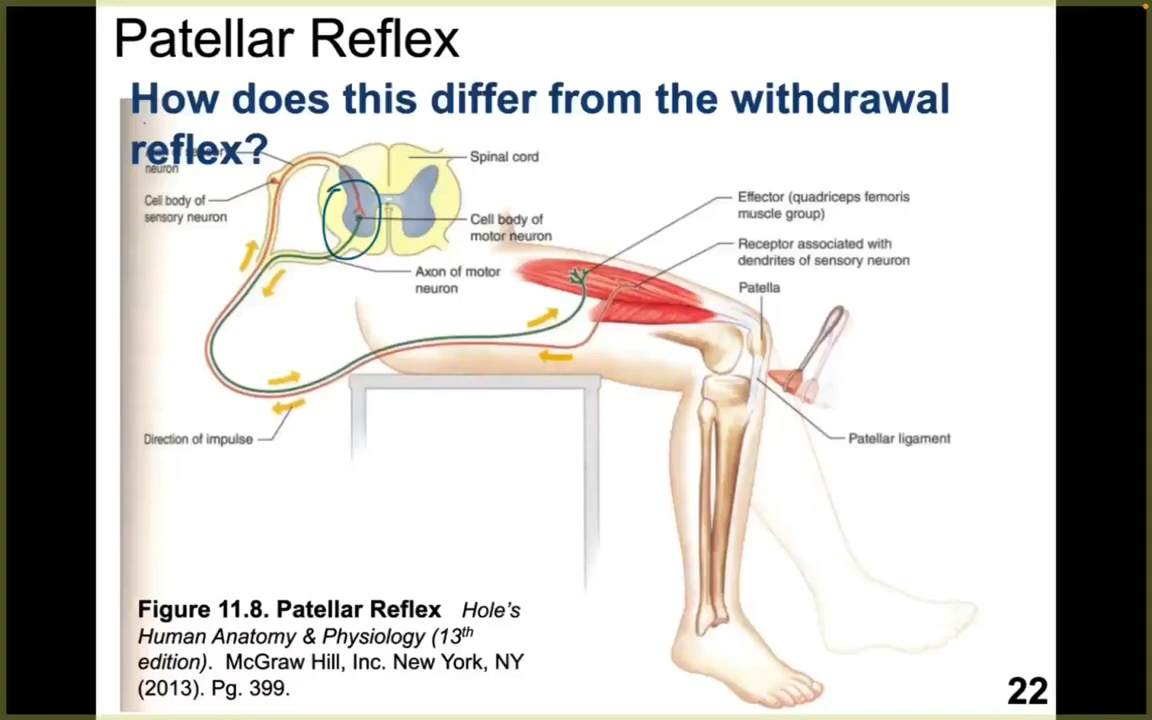 Patellar Reflex
How does this differ from the withdrawal
reflex?
neuron
Spinal cord
Cell body of
sensory neuron
Cell body of
motor neuron
Axon of motor
neuron
Effector (quadriceps femoris
muscle group)
Receptor associated with
dendrites of sensory neuron
Patella
Direction of impulse
Patellar ligament
Figure 11.8. Patellar Reflex Hole's
Human Anatomy & Physiology (13th
edition). McGraw Hill, Inc. New York, NY
(2013). Pg. 399.
22